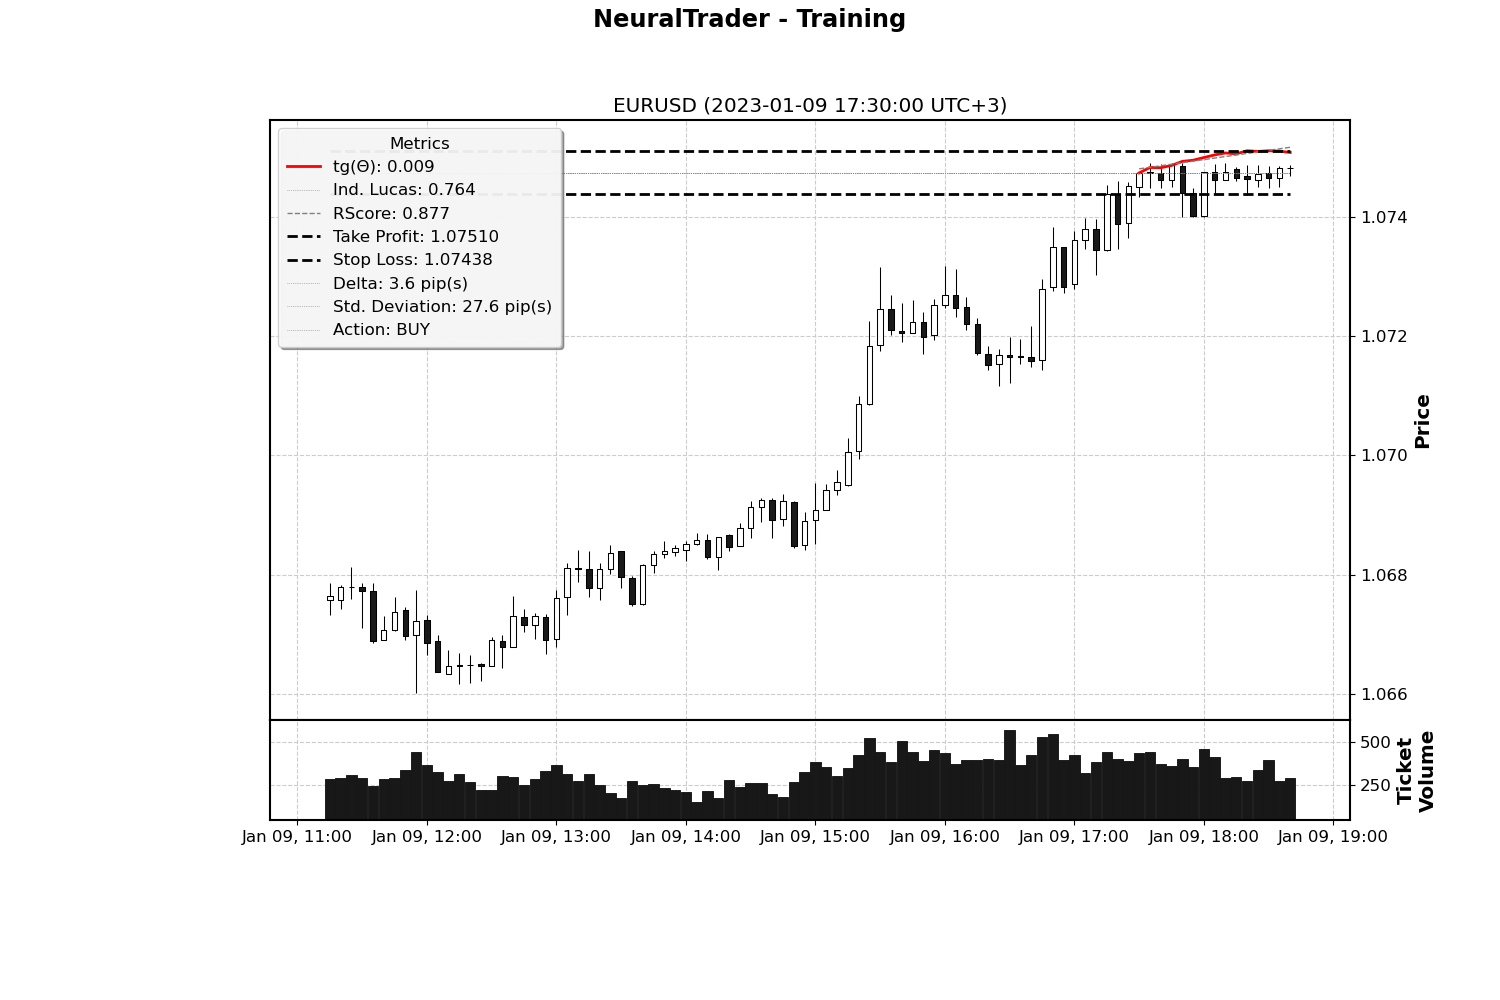 NeuralTrader - Training
EURUSD (2023-01-09 17:30:00 UTC+3)
Metrics
tg(Θ): 0.009
Ind. Lucas: 0.764
RScore: 0.877
Take Profit: 1.07510
Stop Loss: 1.07438
Delta: 3.6 pip(s)
Std. Deviation: 27.6 pip(s)
Action: BUY
1.074
1.072
1.070
1.068
1.066
Price
500
250
Ticket
Volume
Jan 09, 11:00
Jan 09, 12:00
Jan 09, 13:00
Jan 09, 14:00
Jan 09, 15:00
Jan 09, 16:00
Jan 09, 17:00
Jan 09, 18:00
Jan 09, 19:00